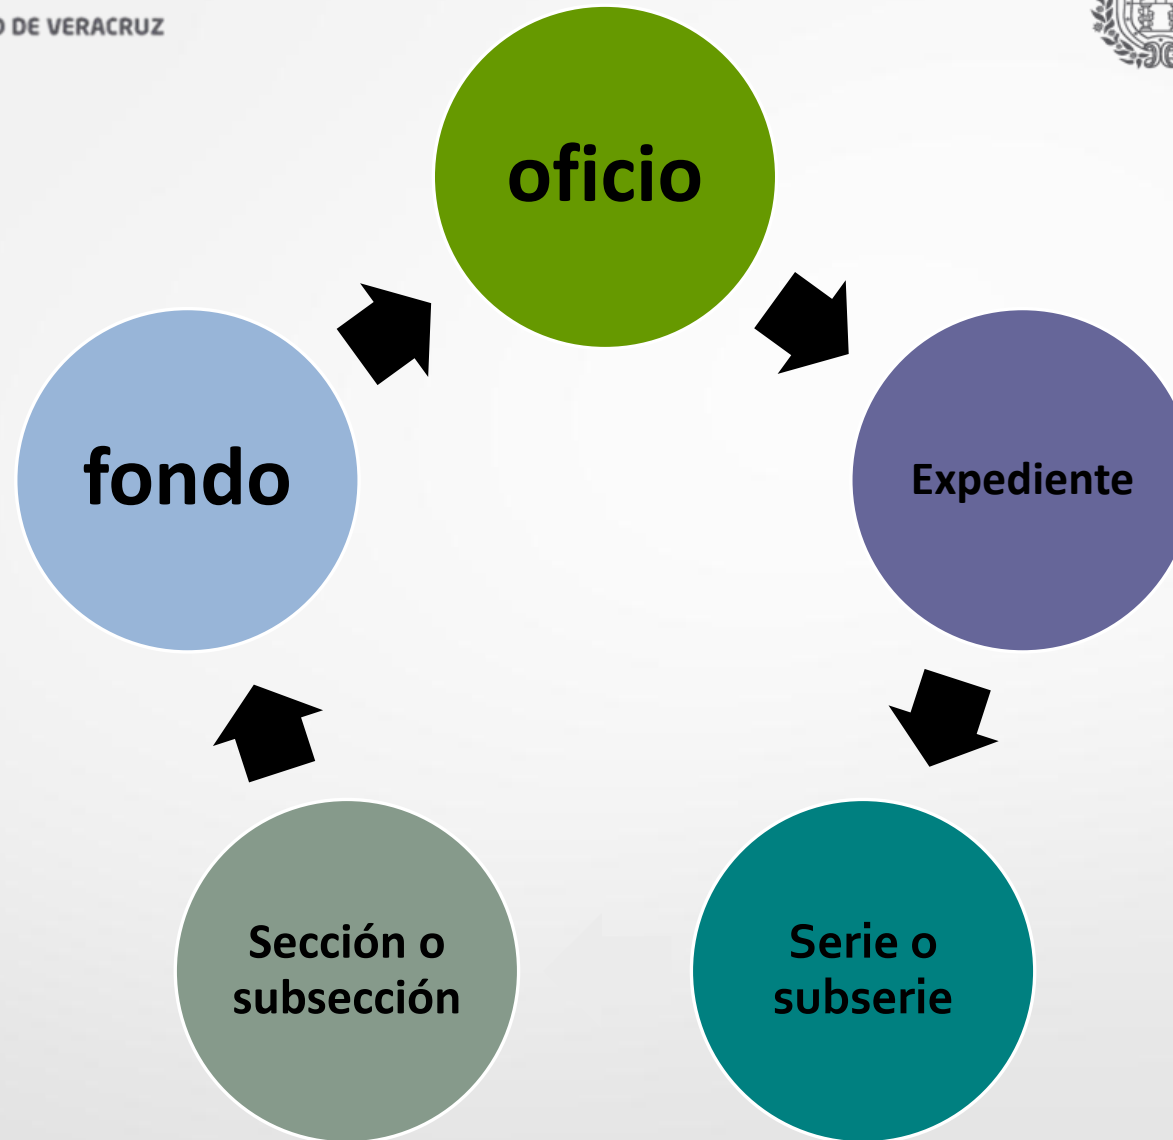 DE VERACRUZ
oficio
fondo
Expediente
Sección o
subsección
Serie o
subserie